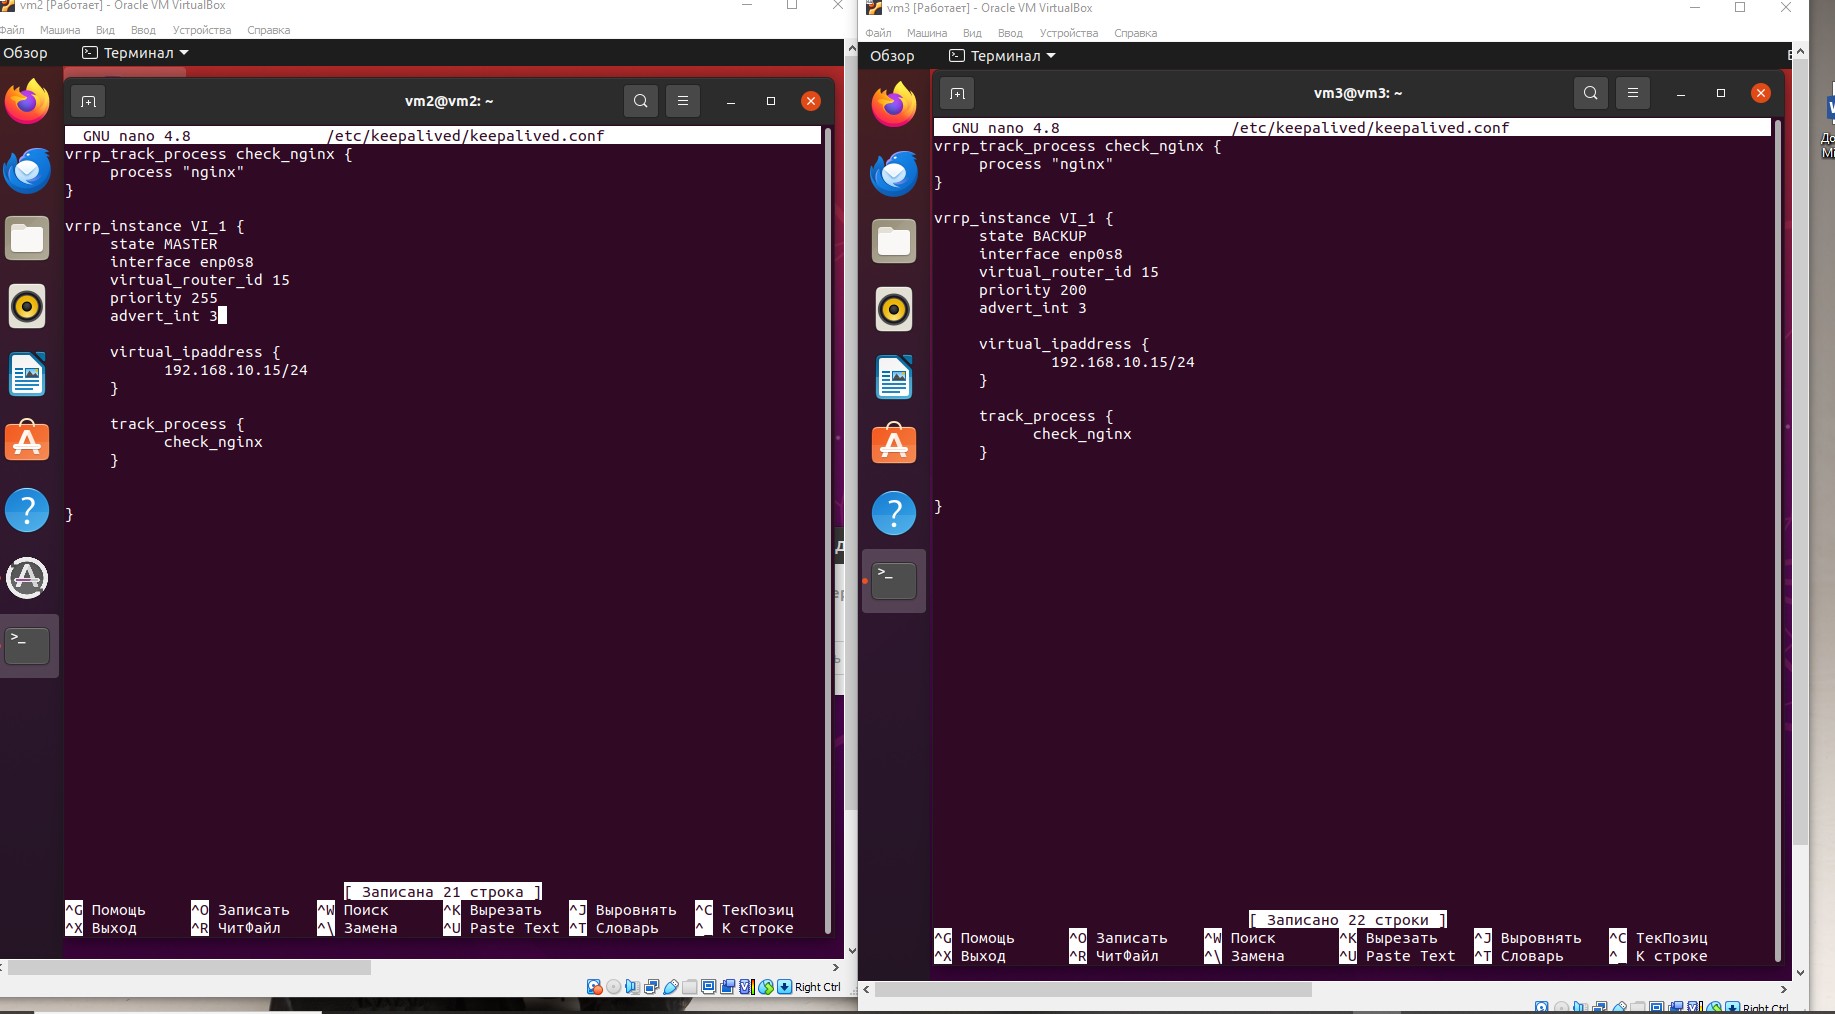 vm2 [Работает] - Oracle VM VirtualBox
Файл Машина Вид Ввод Устройства Справка
Обзор Терминал
vm2@vm2: ~
GNU nano 4.8 /etc/keepalived/keepalived.conf
vrrp_track_process check_nginx {
process "nginx"
}
vrrp_instance VI_1 {
state MASTER
interface enp0s8
virtual_router_id 15
priority 255
advert_int 3
virtual_ipaddress {
192.168.10.15/24
}
track_process {
check_nginx
}
}
[ Записана 21 строка ]
^G Помощь ^O Записать ^W Поиск ^K Вырезать ^J Выровнять ^C ТекПозиц
^X Выход ^R ЧитФайл ^\ Замена ^U Paste Text ^T Словарь ^_ К строке
Right Ctrl
vm3 [Работает] - Oracle VM VirtualBox
Файл Машина Вид Ввод Устройства Справка
Обзор Терминал
vm3@vm3: ~
GNU nano 4.8 /etc/keepalived/keepalived.conf
vrrp_track_process check_nginx {
process "nginx"
}
vrrp_instance VI_1 {
state BACKUP
interface enp0s8
virtual_router_id 15
priority 200
advert_int 3
virtual_ipaddress {
192.168.10.15/24
}
track_process {
check_nginx
}
}
[ Записано 22 строки ]
^G Помощь ^O Записать ^W Поиск ^K Вырезать ^J Выровнять ^C ТекПозиц
^X Выход ^R ЧитФайл ^\ Замена ^U Paste Text ^T Словарь ^_ К строке
Right Ctrl